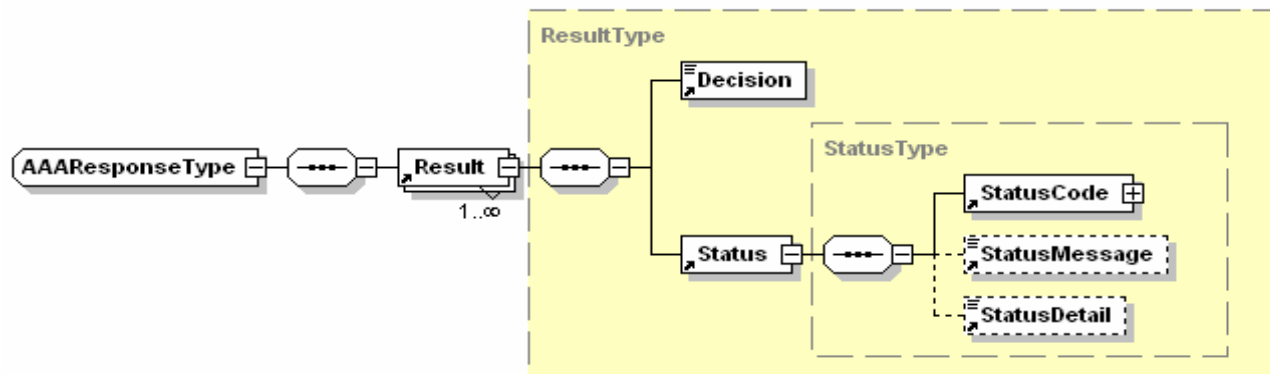 ResultType
Decision
StatusType
AAAResponseType
Result
1..∞
StatusCode
Status
StatusMessage
StatusDetail